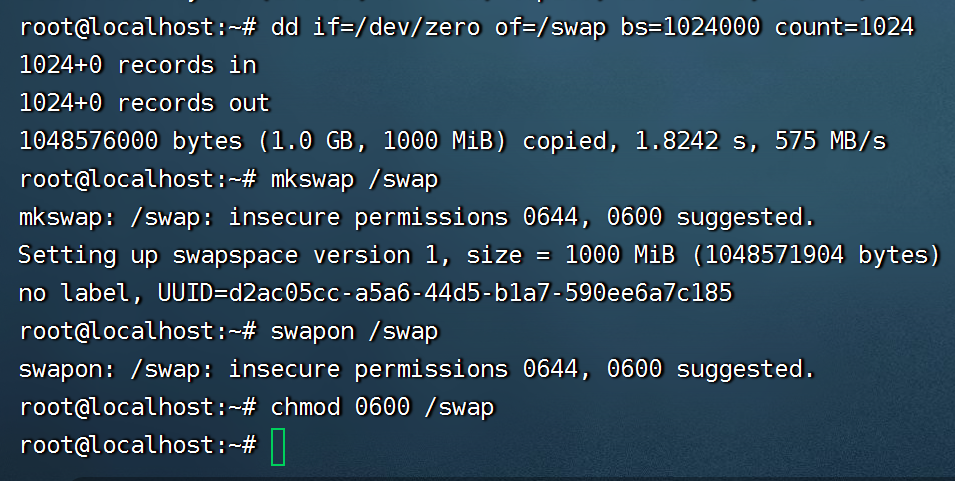 root@localhost:~# dd if=/dev/zero of=/swap bs=1024000 count=1024
1024+0 records in
1024+0 records out
1048576000 bytes (1.0 GB, 1000 MiB) copied, 1.8242 s, 575 MB/s
root@localhost:~# mkswap /swap
mkswap: /swap: insecure permissions 0644, 0600 suggested.
Setting up swapspace version 1, size = 1000 MiB (1048571904 bytes)
no label, UUID=d2ac05cc-a5a6-44d5-b1a7-590ee6a7c185
root@localhost:~# swapon /swap
swapon: /swap: insecure permissions 0644, 0600 suggested.
root@localhost:~# chmod 0600 /swap
root@localhost:~#